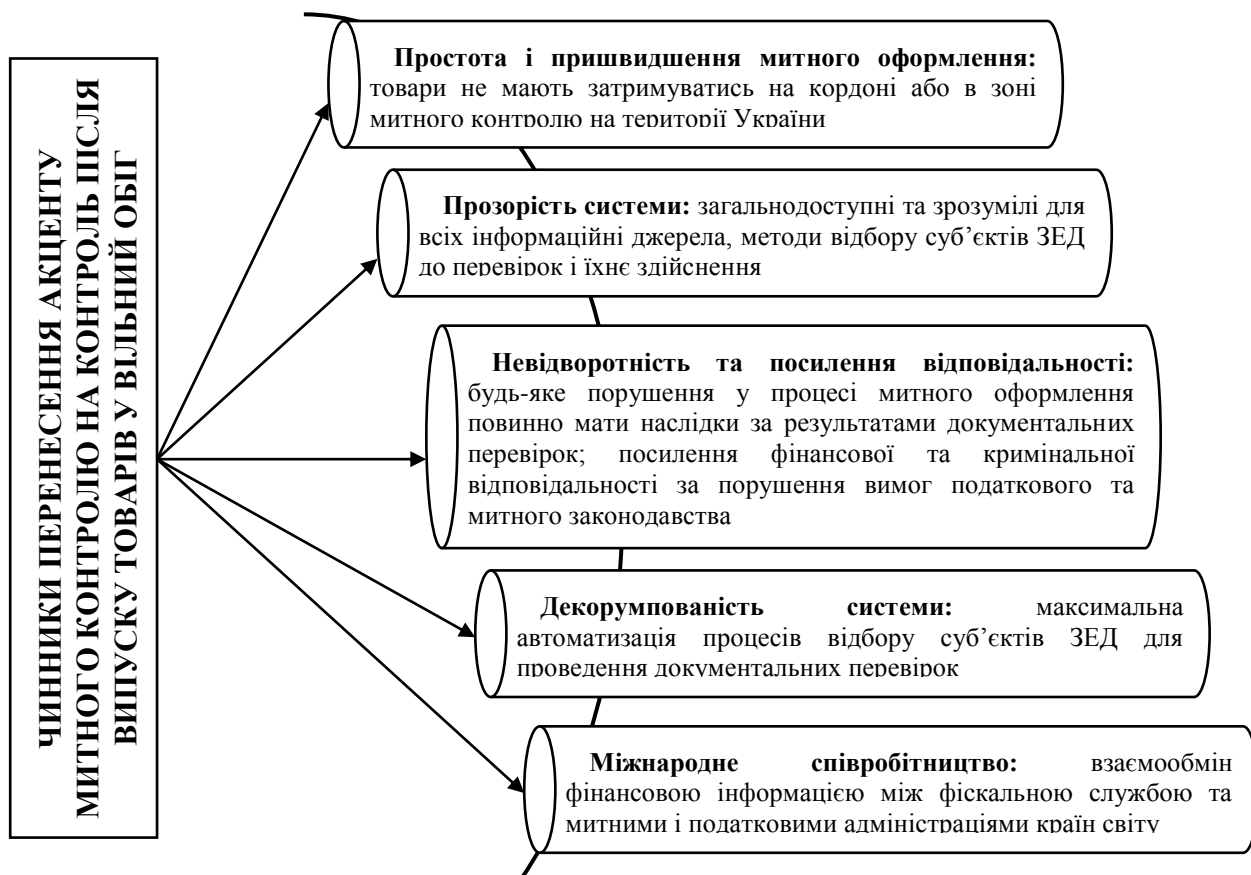 ЧИННИКИ ПЕРЕНЕСЕННЯ АКЦЕНТУ
МИТНОГО КОНТРОЛЮ НА КОНТРОЛЬ ПІСЛЯ
ВИПУСКУ ТОВАРІВ У ВІЛЬНИЙ ОБІГ
Простота і пришвидшення митного оформлення:
товари не мають затримуватись на кордоні або в зоні
митного контролю на території України
Прозорість системи: загальнодоступні та зрозумілі для
всіх інформаційні джерела, методи відбору суб’єктів ЗЕД
до перевірок і їхнє здійснення
Невідворотність та посилення відповідальності:
будь-яке порушення у процесі митного оформлення
повинно мати наслідки за результатами документальних
перевірок; посилення фінансової та кримінальної
відповідальності за порушення вимог податкового та
митного законодавства
Декорумпованість системи: максимальна
автоматизація процесів відбору суб’єктів ЗЕД для
проведення документальних перевірок
Міжнародне співробітництво: взаємообмін
фінансовою інформацією між фіскальною службою та
митними і податковими адміністраціями країн світу